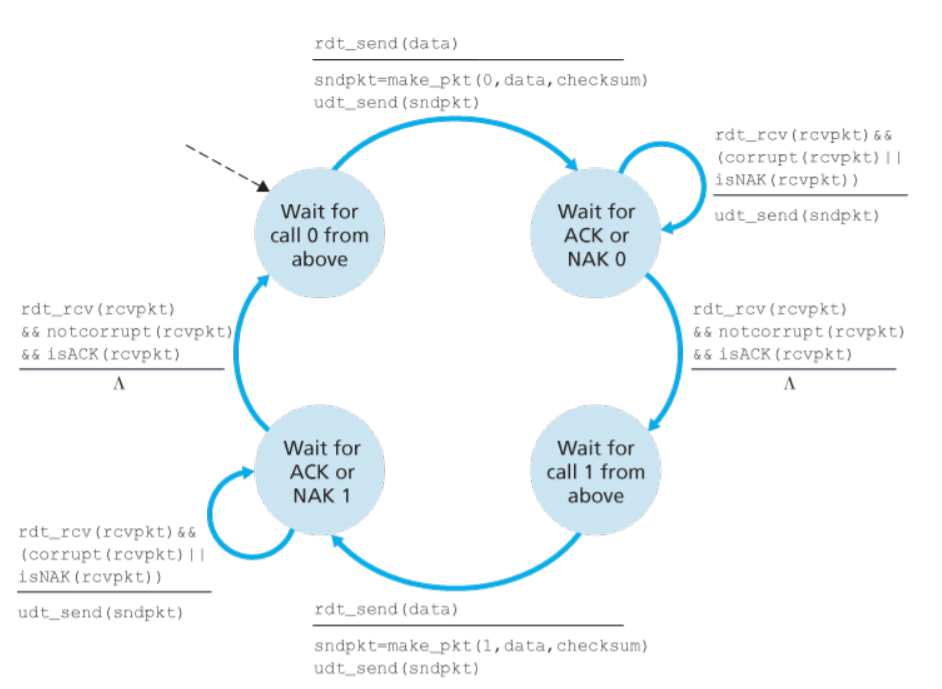 rdt_send(data)
sndpkt=make_pkt(0,data,checksum)
udt_send(sndpkt)
rdt_rcv(rcvpkt)&&
(corrupt(rcvpkt)||
isNAK(rcvpkt))
udt_send(sndpkt)
Wait for
call 0 from
above
Wait for
ACK or
NAK 0
rdt_rcv(rcvpkt)
&& notcorrupt(rcvpkt)
&& isACK(rcvpkt)
Λ
rdt_rcv(rcvpkt)
&& notcorrupt(rcvpkt)
&& isACK(rcvpkt)
Λ
Wait for
ACK or
NAK 1
Wait for
call 1 from
above
rdt_rcv(rcvpkt)&&
(corrupt(rcvpkt)||
isNAK(rcvpkt))
udt_send(sndpkt)
rdt_send(data)
sndpkt=make_pkt(1,data,checksum)
udt_send(sndpkt)